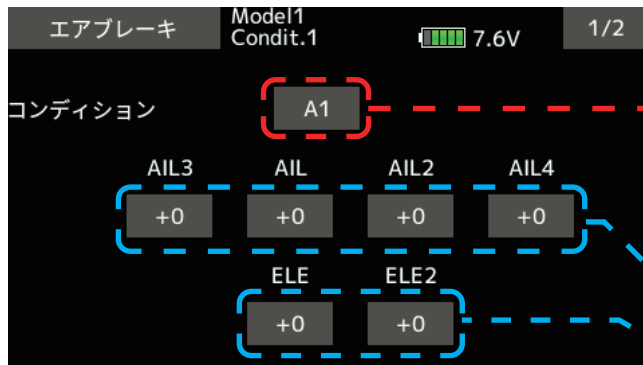 エアブレーキ Model1 Condit.1 7.6V 1/2
コンディション A1
AIL3 AIL AIL2 AIL4
+0 +0 +0 +0
ELE ELE2
+0 +0